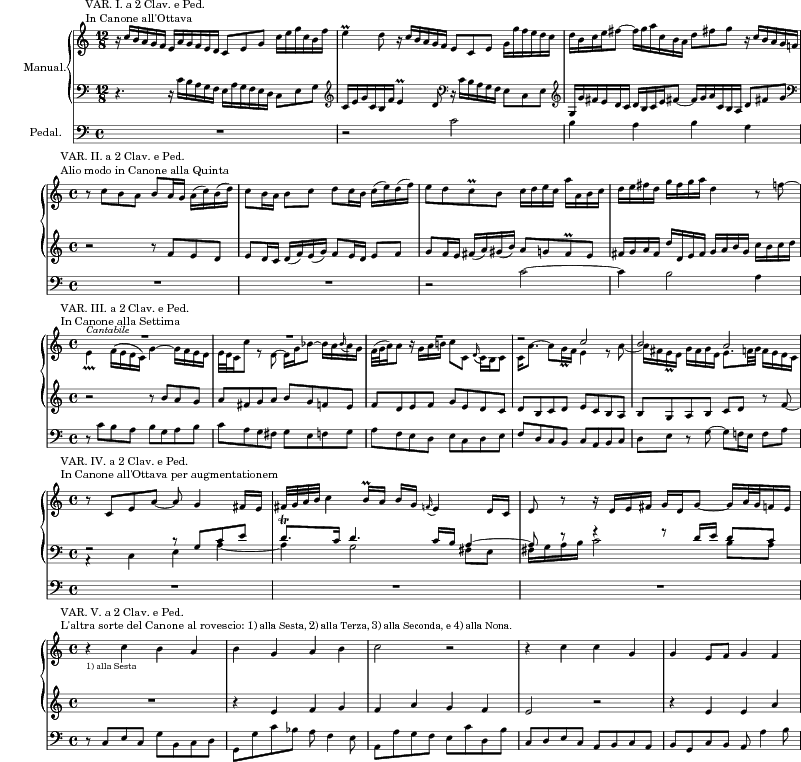 VAR. I. a 2 Clav. e Ped.
In Canone all'Ottava
Manual.
Pedal.
VAR. II. a 2 Clav. e Ped.
Alio modo in Canone alla Quinta
VAR. III. a 2 Clav. e Ped.
In Canone alla Settima
Cantabile
VAR. IV. a 2 Clav. e Ped.
In Canone all'Ottava per augmentationem
VAR. V. a 2 Clav. e Ped.
L'altra sorte del Canone al rovescio: 1) alla Sesta, 2) alla Terza, 3) alla Seconda, e 4) alla Nona.
1) alla Sesta